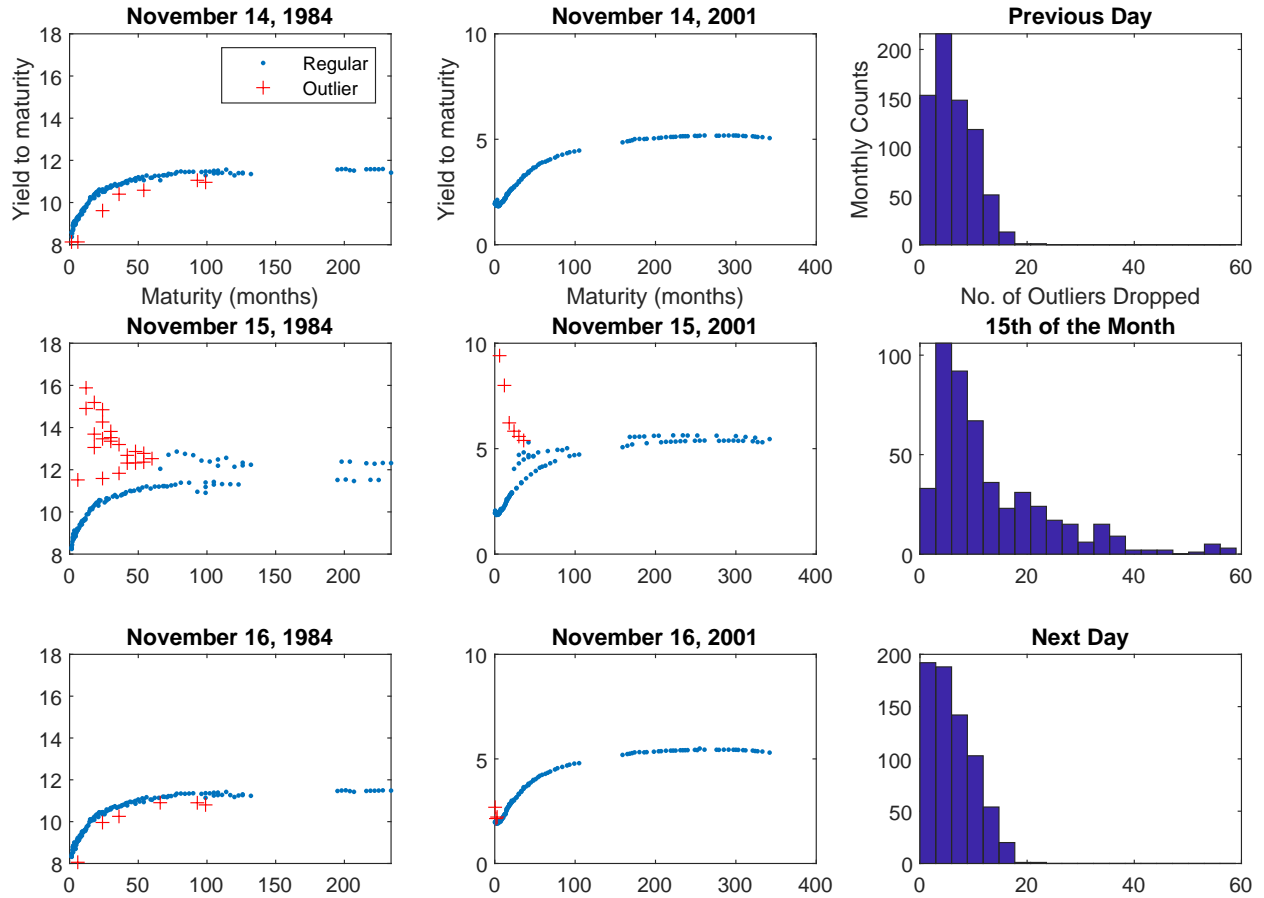 November 14, 1984
18
16
14
12
10
8
Yield to maturity
Regular
Outlier
0 50 100 150 200
Maturity (months)
November 14, 2001
10
5
0
Yield to maturity
0 100 200 300 400
Maturity (months)
Previous Day
200
150
100
50
0
Monthly Counts
0 20 40 60
No. of Outliers Dropped
November 15, 1984
18
16
14
12
10
8
0 50 100 150 200
November 15, 2001
10
5
0
0 100 200 300 400
15th of the Month
100
50
0
0 20 40 60
November 16, 1984
18
16
14
12
10
8
0 50 100 150 200
November 16, 2001
10
5
0
0 100 200 300 400
Next Day
200
150
100
50
0
0 20 40 60